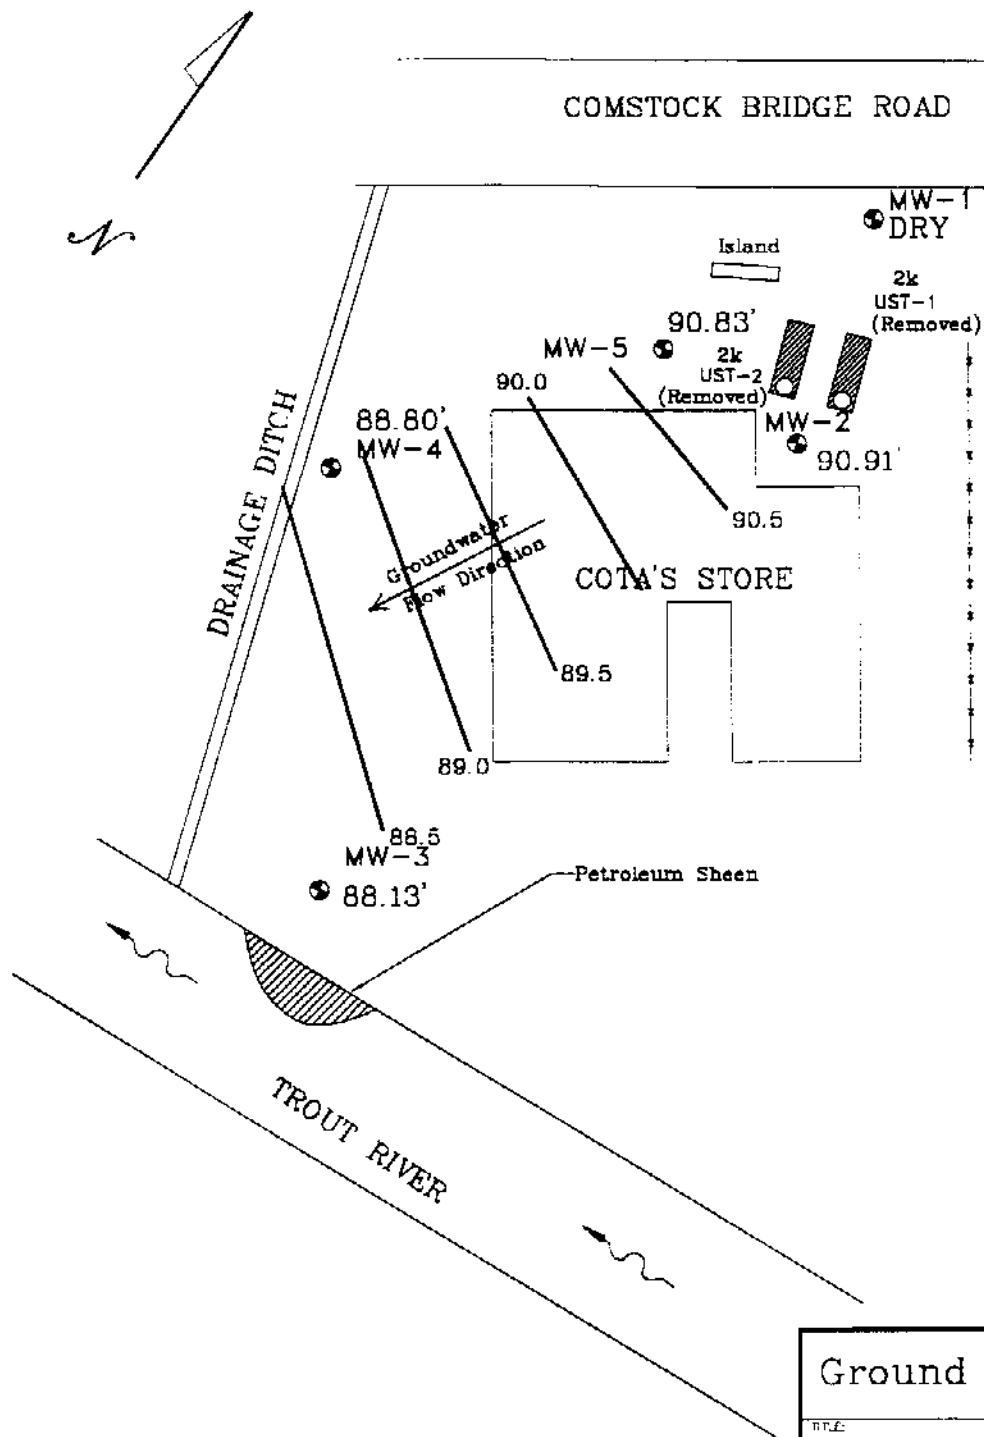 COMSTOCK BRIDGE ROAD
N
MW-1
DRY
Island
2k
UST-1
(Removed)
90.83'
MW-5
2k
UST-2
(Removed)
90.0
88.80'
MW-4
MW-2
90.91'
90.5
DRAINAGE DITCH
Groundwater
Flow Direction
COTA'S STORE
89.5
89.0
88.5
MW-3
88.13'
Petroleum Sheen
TROUT RIVER
Ground
TITLE: